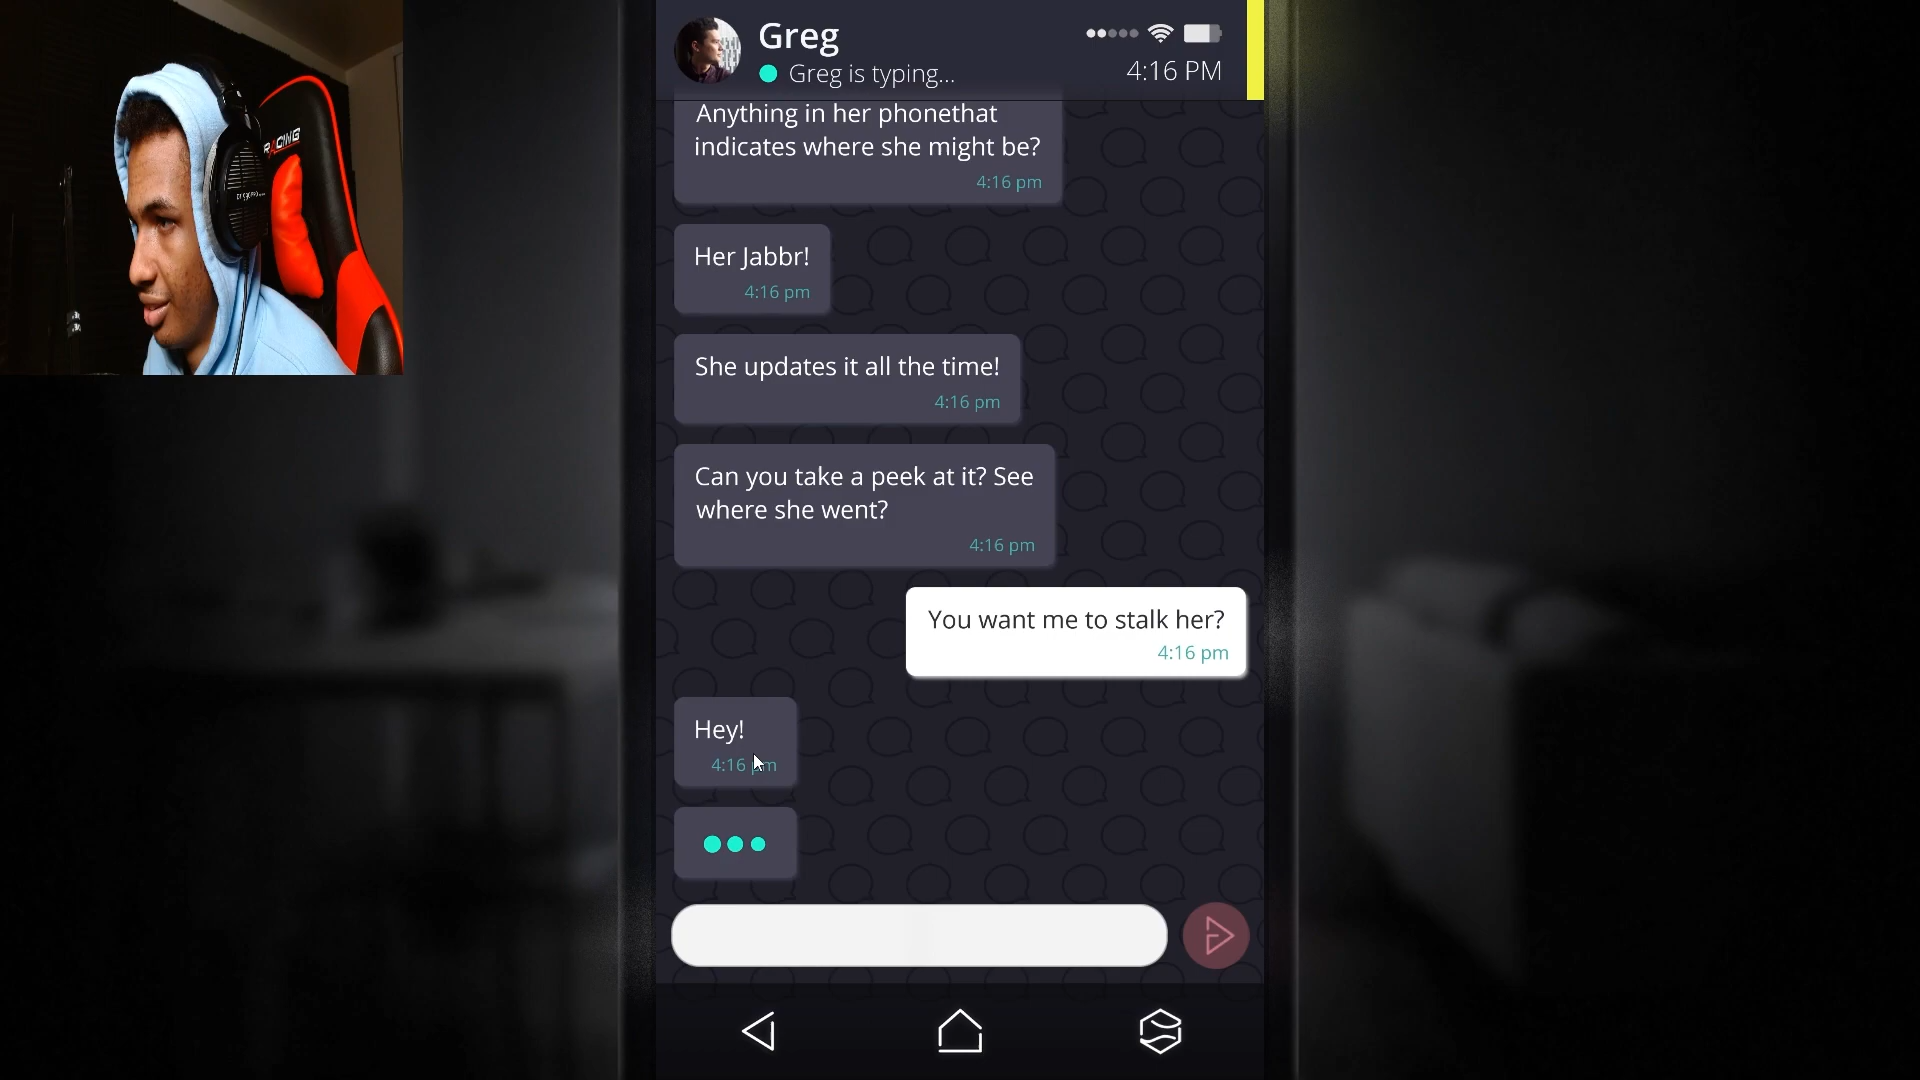 RACING
Greg
Greg is typing...
4:16 PM
Anything in her phonethat
indicates where she might be?
4:16 pm
Her Jabbr!
4:16 pm
She updates it all the time!
4:16 pm
Can you take a peek at it? See
where she went?
4:16 pm
You want me to stalk her?
4:16 pm
Hey!
4:16 pm